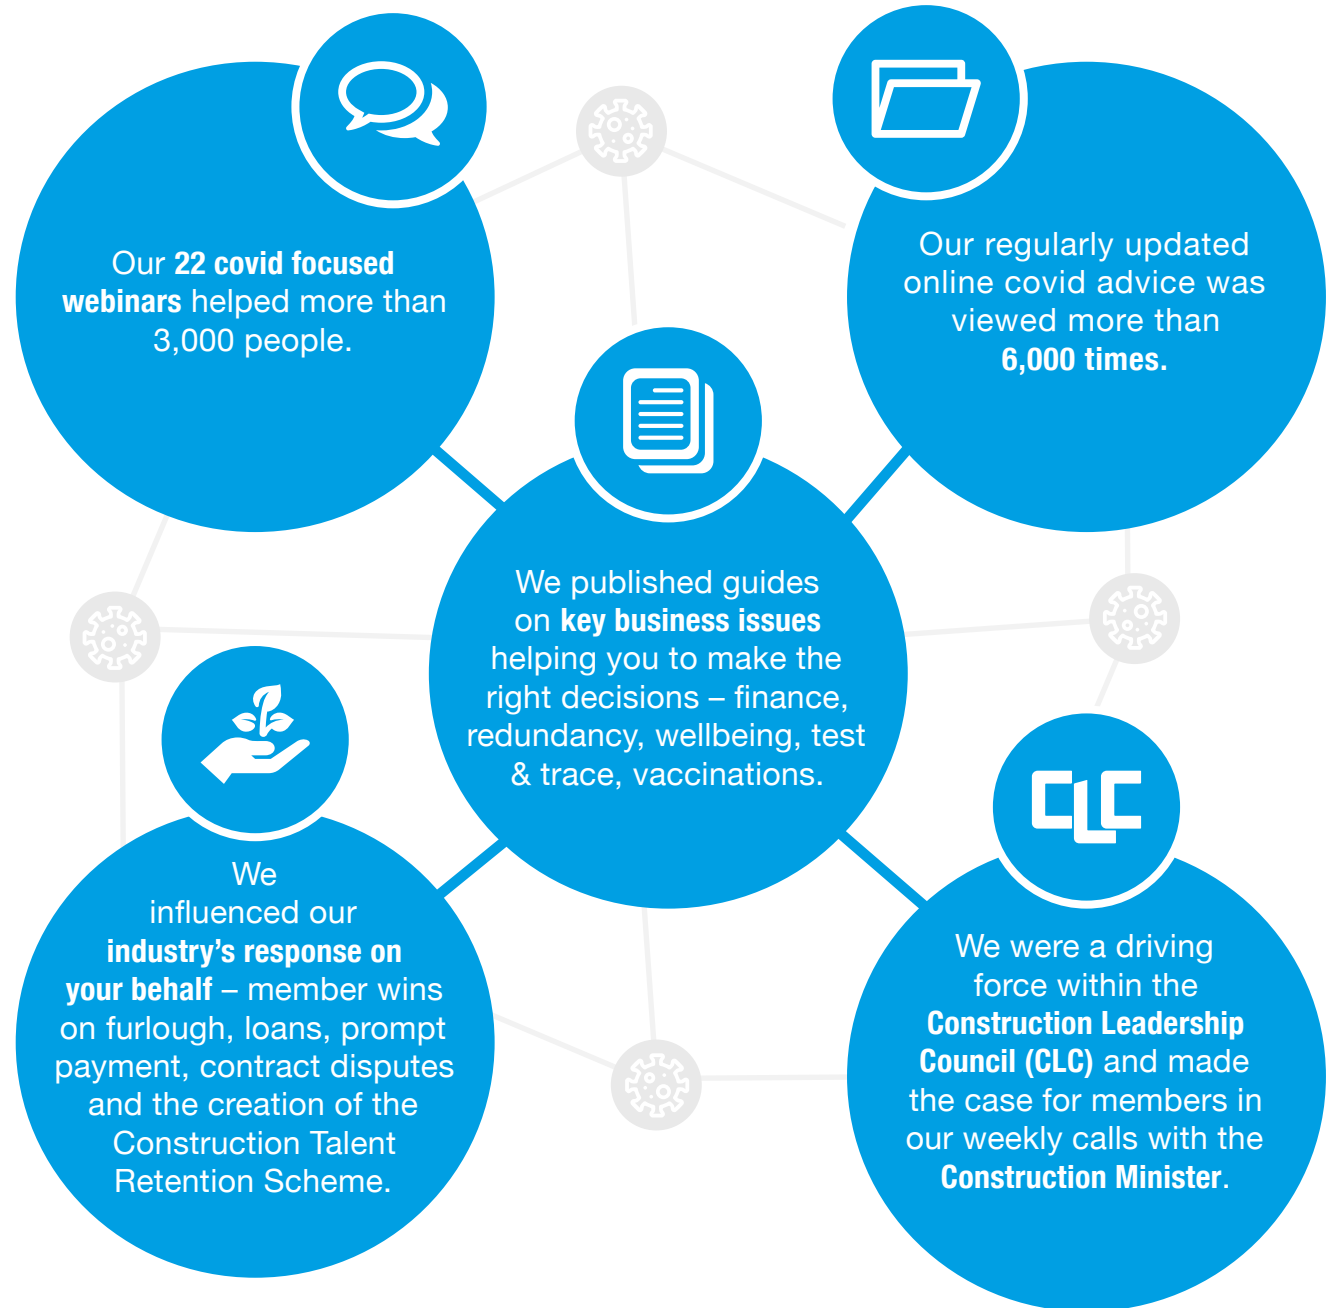 Our 22 covid focused
webinars helped more than
3,000 people.
Our regularly updated
online covid advice was
viewed more than
6,000 times.
We published guides
on key business issues
helping you to make the
right decisions – finance,
redundancy, wellbeing, test
& trace, vaccinations.
We
influenced our
industry's response on
your behalf – member wins
on furlough, loans, prompt
payment, contract disputes
and the creation of the
Construction Talent
Retention Scheme.
CLC
We were a driving
force within the
Construction Leadership
Council (CLC) and made
the case for members in
our weekly calls with the
Construction Minister.